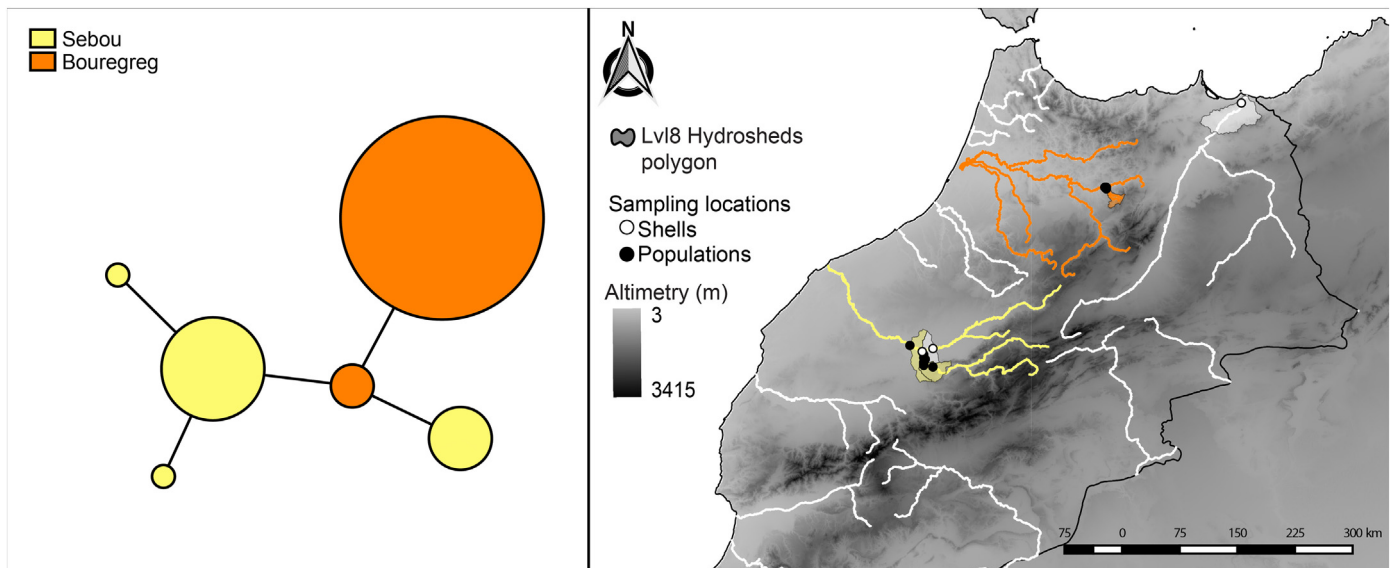 Sebou
Bouregreg
N
Lvl8 Hydrosheds
polygon
Sampling locations
Shells
Populations
Altimetry (m)
3
3415
75 0 75 150 225 300 km